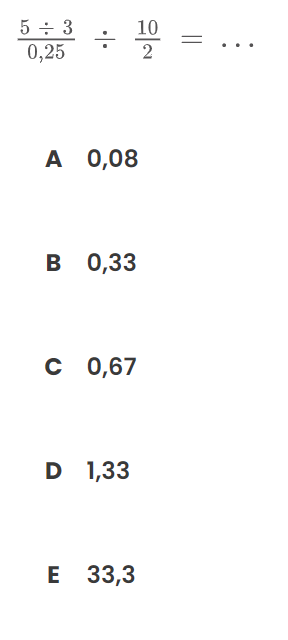 5 ÷ 3
0,25
÷
10
2
= ...
A 0,08
B 0,33
C 0,67
D 1,33
E 33,3